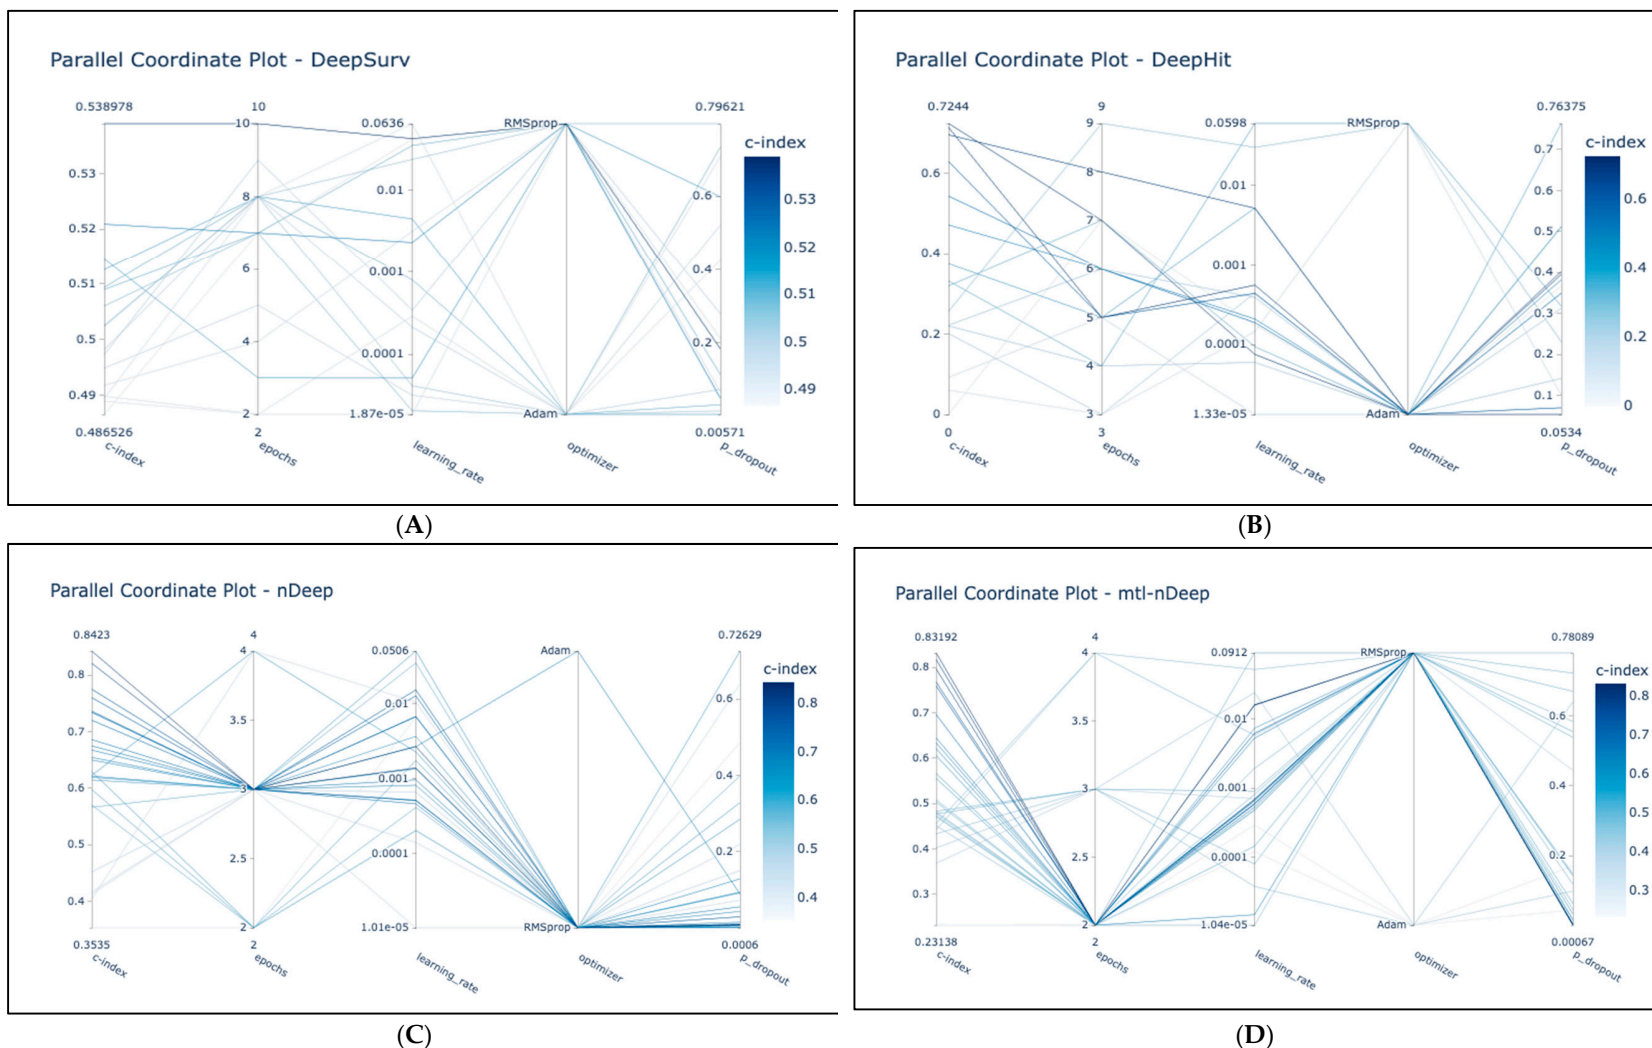 Parallel Coordinate Plot - DeepSurv
0.538978 10 0.79621
10 0.0636 RMSprop c-index
0.53
0.53
0.01
8 0.6
0.52
0.52
0.51
6 0.001 0.4
0.51
0.5
4 0.2
0.0001
0.5
0.49
0.49
2 1.87e-05 Adam
0.486526 2 0.00571
c-index epochs learning_rate optimizer p_dropout
(A)
Parallel Coordinate Plot - DeepHit
0.7244 9 0.76375
9 0.0598 RMSprop c-index
0.7
8 0.6
0.6
0.01
0.6
7 0.5
0.4
0.001
0.4
6 0.4
0.3
5 0.0001
0.2
0.2
0.2
4
0.1
0 3 1.33e-05 Adam 0
0 3 0.0534
c-index epochs learning_rate optimizer p_dropout
(B)
Parallel Coordinate Plot - nDeep
0.8423 4 0.72629
4 0.0506 Adam c-index
0.8
0.8
0.6
0.01
3.5
0.7
0.7
0.001 0.4
3
0.6
0.6
2.5 0.0001 0.2
0.5
0.5
0.4
0.4
2 1.01e-05 RMSprop
0.3535 2 0.0006
c-index epochs learning_rate optimizer p_dropout
(C)
Parallel Coordinate Plot - mtl-nDeep
0.83192 4 0.78089
4 0.0912 RMSprop c-index
0.8
0.8
0.7
3.5 0.01 0.6
0.7
0.6
0.6
3 0.001
0.4
0.5
0.5
2.5 0.0001 0.2
0.4
0.4
0.3
0.3
2 1.04e-05 Adam
0.23138 2 0.00067
c-index epochs learning_rate optimizer p_dropout
(D)